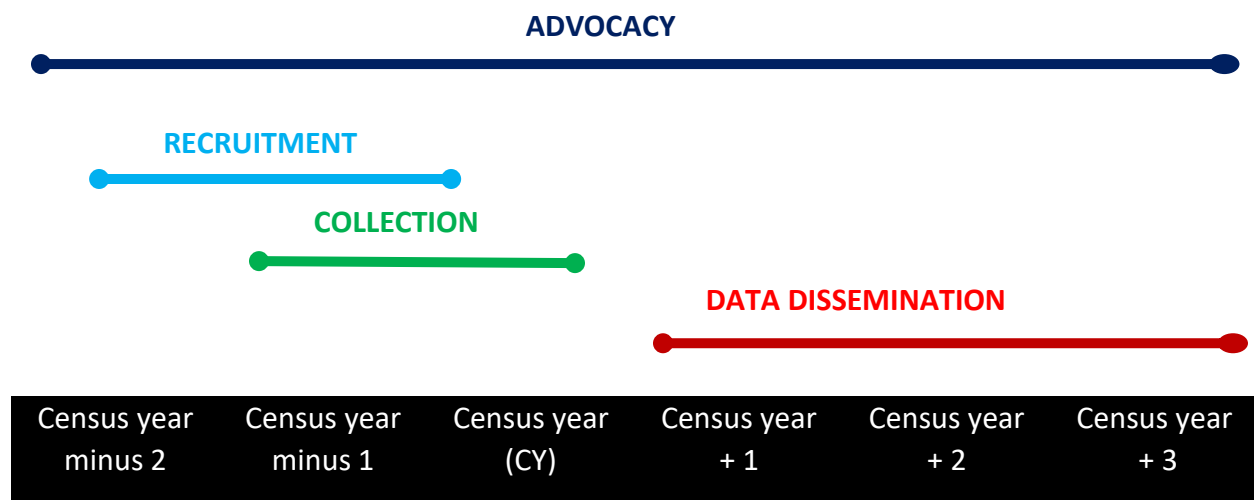 ADVOCACY
RECRUITMENT
COLLECTION
DATA DISSEMINATION
Census year
minus 2
Census year
minus 1
Census year
(CY)
Census year
+ 1
Census year
+ 2
Census year
+ 3